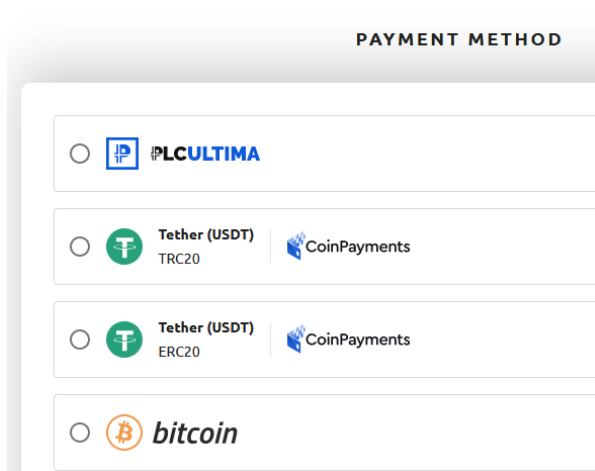 PAYMENT METHOD
PLCULTIMA
Tether (USDT)
TRC20
CoinPayments
Tether (USDT)
ERC20
CoinPayments
bitcoin